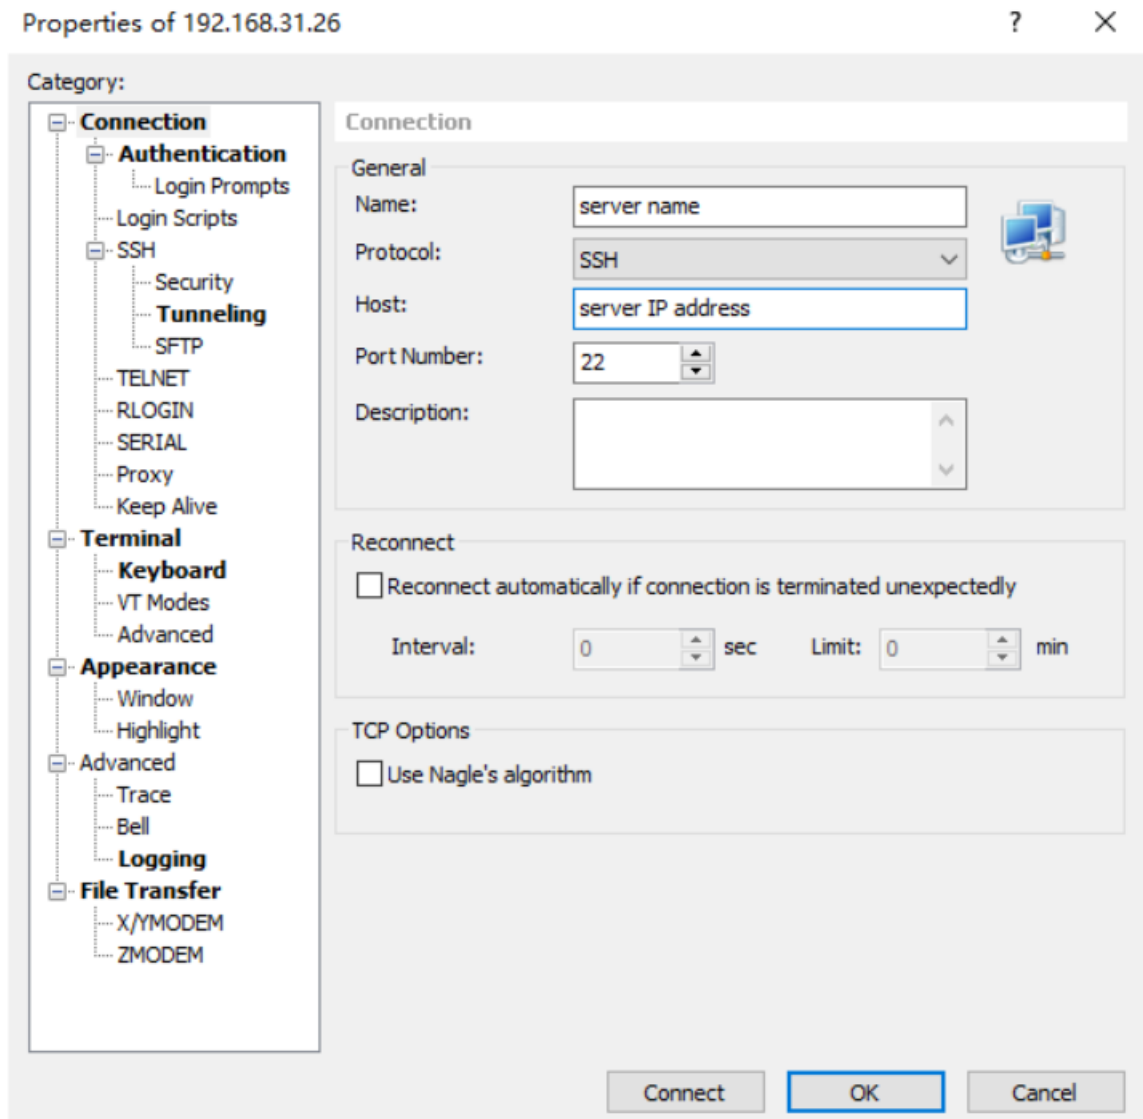 Properties of 192.168.31.26
?
Category:
Connection
Authentication
Login Prompts
Login Scripts
SSH
Security
Tunneling
SFTP
TELNET
RLOGIN
SERIAL
Proxy
Keep Alive
Terminal
Keyboard
VT Modes
Advanced
Appearance
Window
Highlight
Advanced
Trace
Bell
Logging
File Transfer
X/YMODEM
ZMODEM
Connection
General
Name: server name
Protocol: SSH
Host: server IP address
Port Number: 22
Description:
Reconnect
Reconnect automatically if connection is terminated unexpectedly
Interval: 0 sec Limit: 0 min
TCP Options
Use Nagle's algorithm
Connect OK Cancel